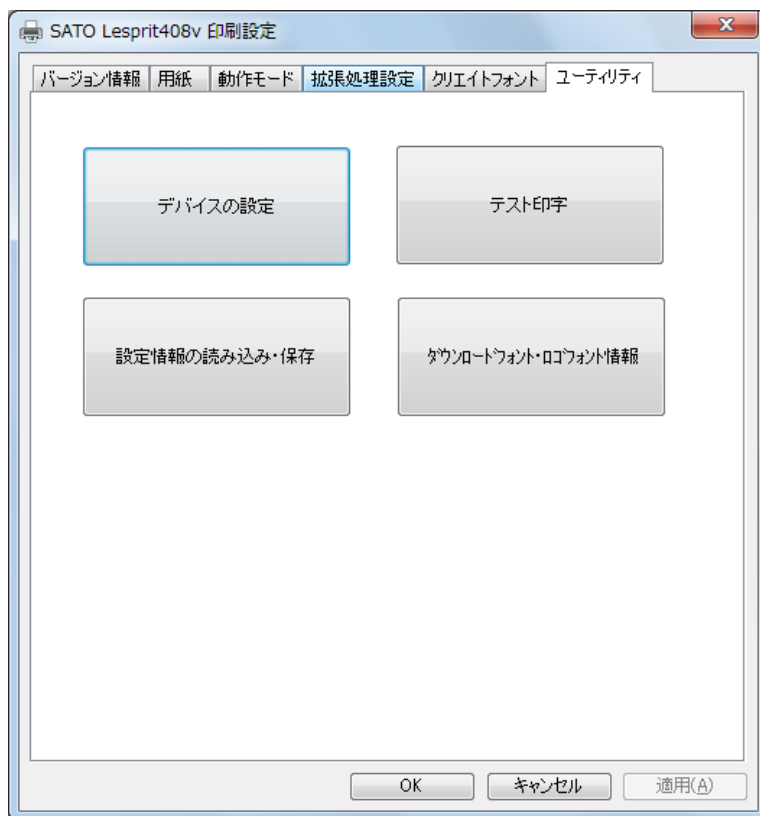 SATO Lesprit408v 印刷設定
バージョン情報 用紙 動作モード 拡張処理設定 クリエイトフォント ユーティリティ
デバイスの設定 テスト印字
設定情報の読み込み・保存 ダウンロードフォント・ロゴフォント情報
OK キャンセル 適用(A)